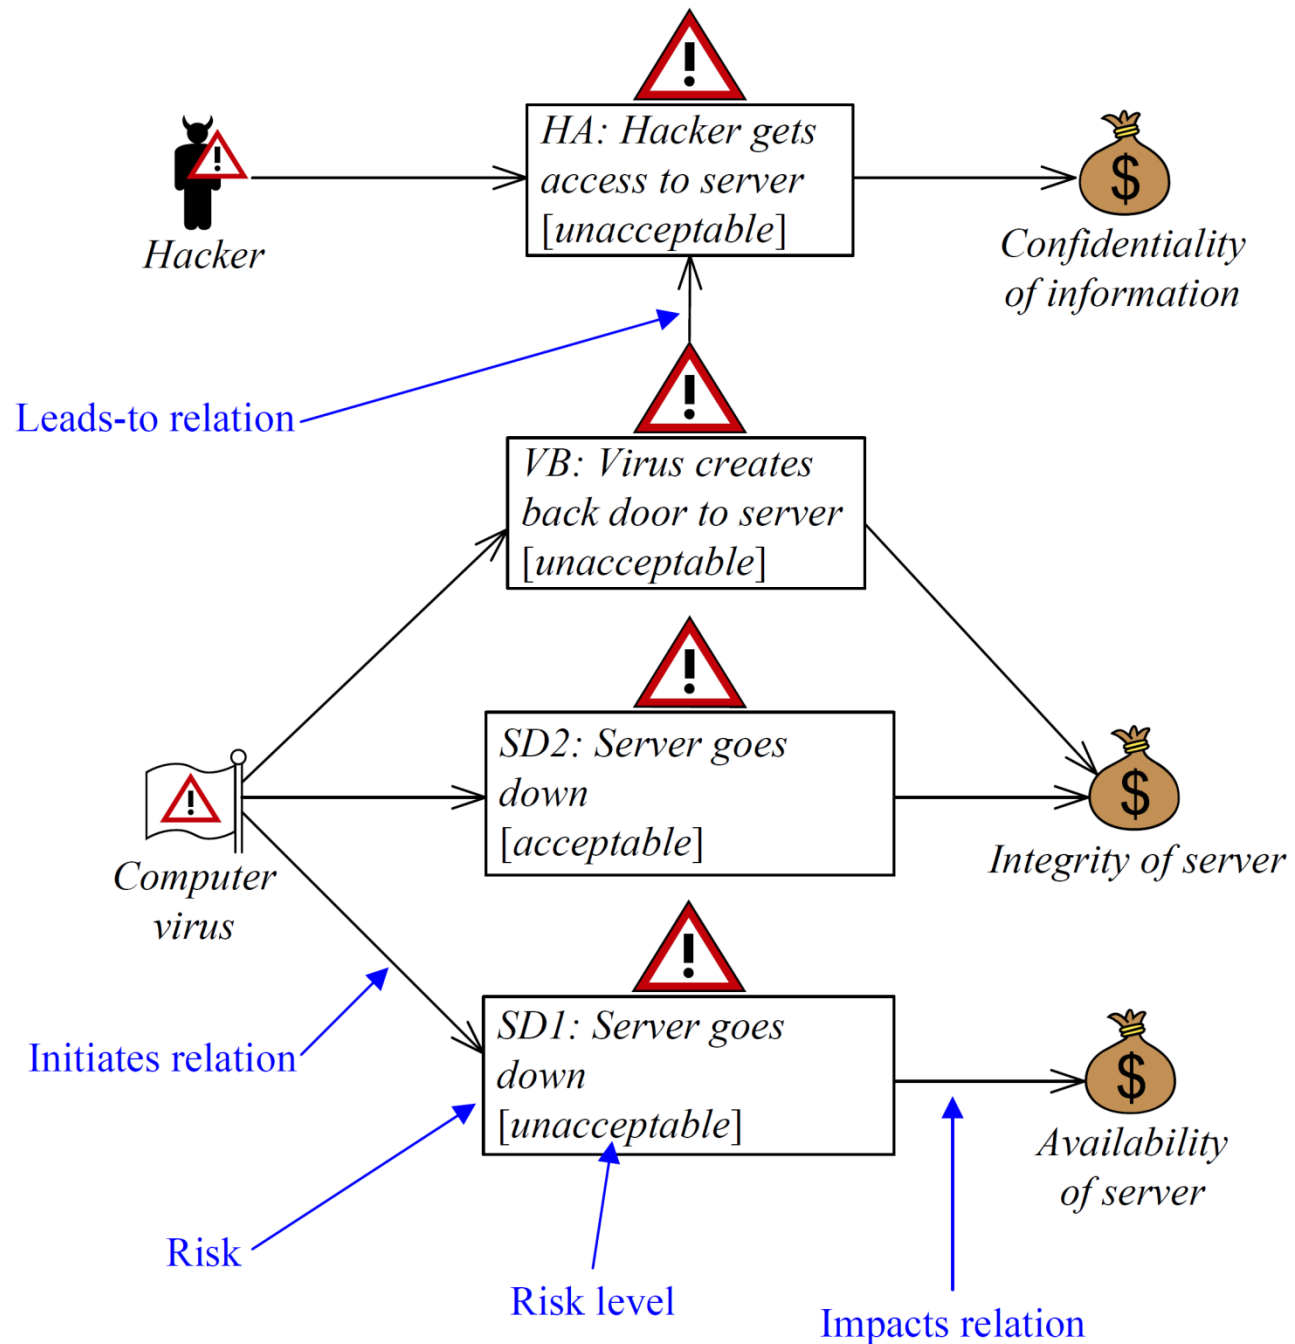 HA: Hacker gets
access to server
[unacceptable]
$
Hacker
Confidentiality
of information
Leads-to relation
VB: Virus creates
back door to server
[unacceptable]
SD2: Server goes
down
[acceptable]
$
Computer
virus
Integrity of server
SD1: Server goes
down
[unacceptable]
$
Initiates relation
Availability
of server
Risk
Risk level
Impacts relation